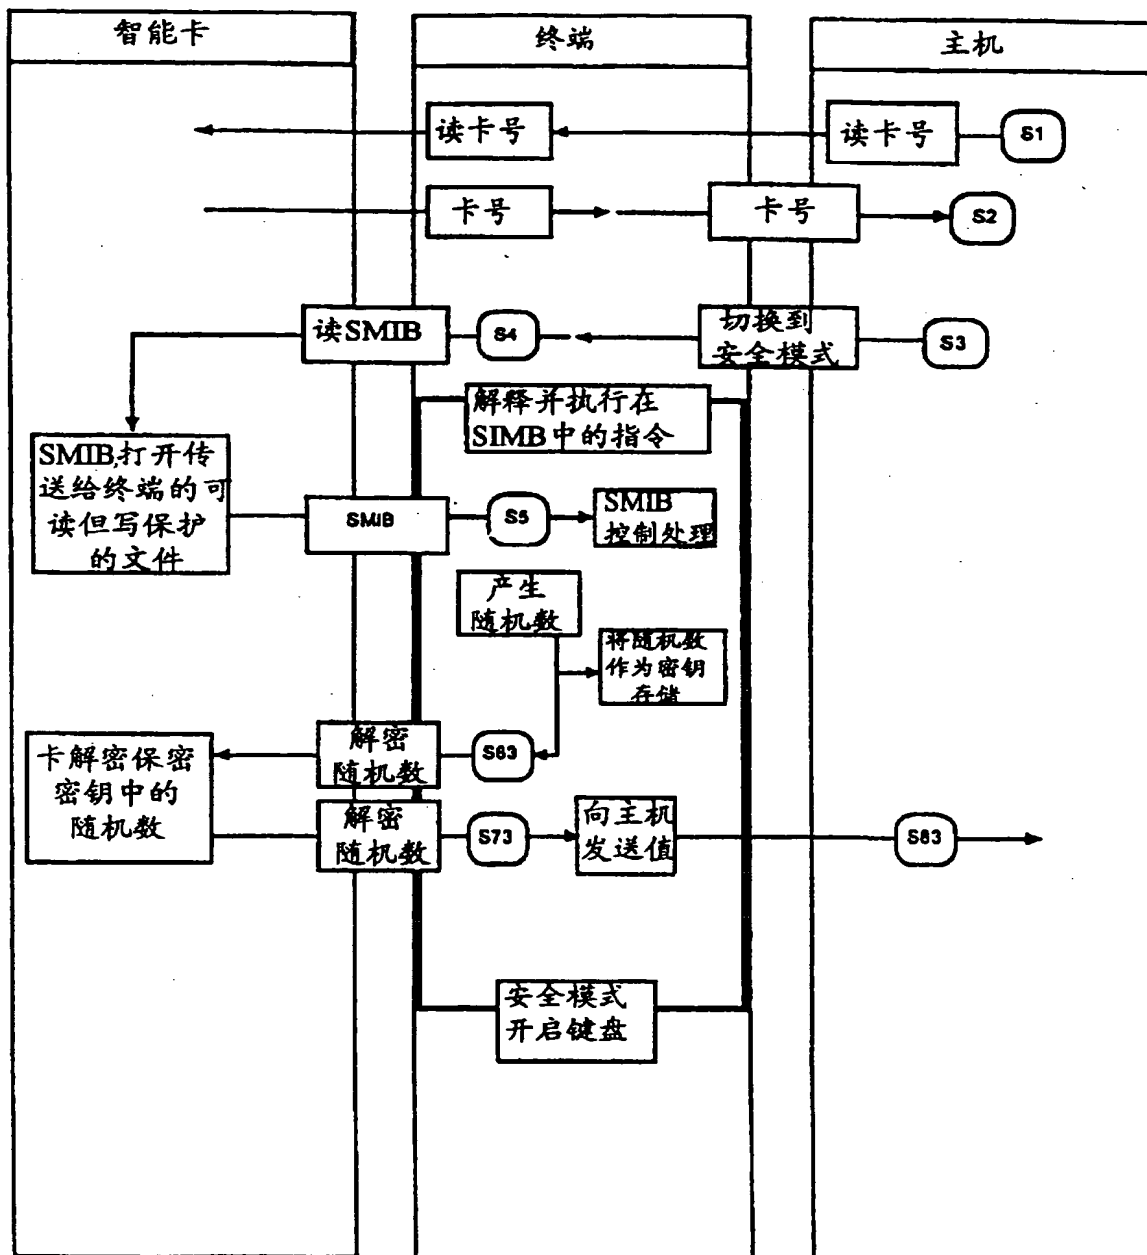 智能卡
终端
主机
读卡号
读卡号
S1
卡号
卡号
S2
读SMIB
S4
切换到
安全模式
S3
解释并执行在
SIMB中的指令
SMIB,打开传
送给终端的可
读但写保护
的文件
SMIB
S5
SMIB
控制处理
产生
随机数
将随机数
作为密钥
存储
卡解密保密
密钥中的
随机数
解密
随机数
S63
解密
随机数
S73
向主机
发送值
S83
安全模式
开启键盘